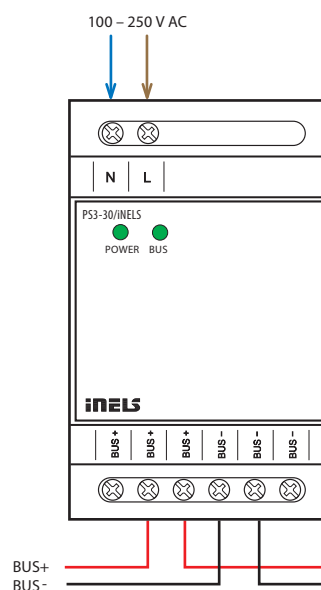 100 – 250 V AC
N L
PS3-30/iNELS
POWER BUS
iNELS
BUS + BUS + BUS + BUS – BUS – BUS –
BUS+
BUS-